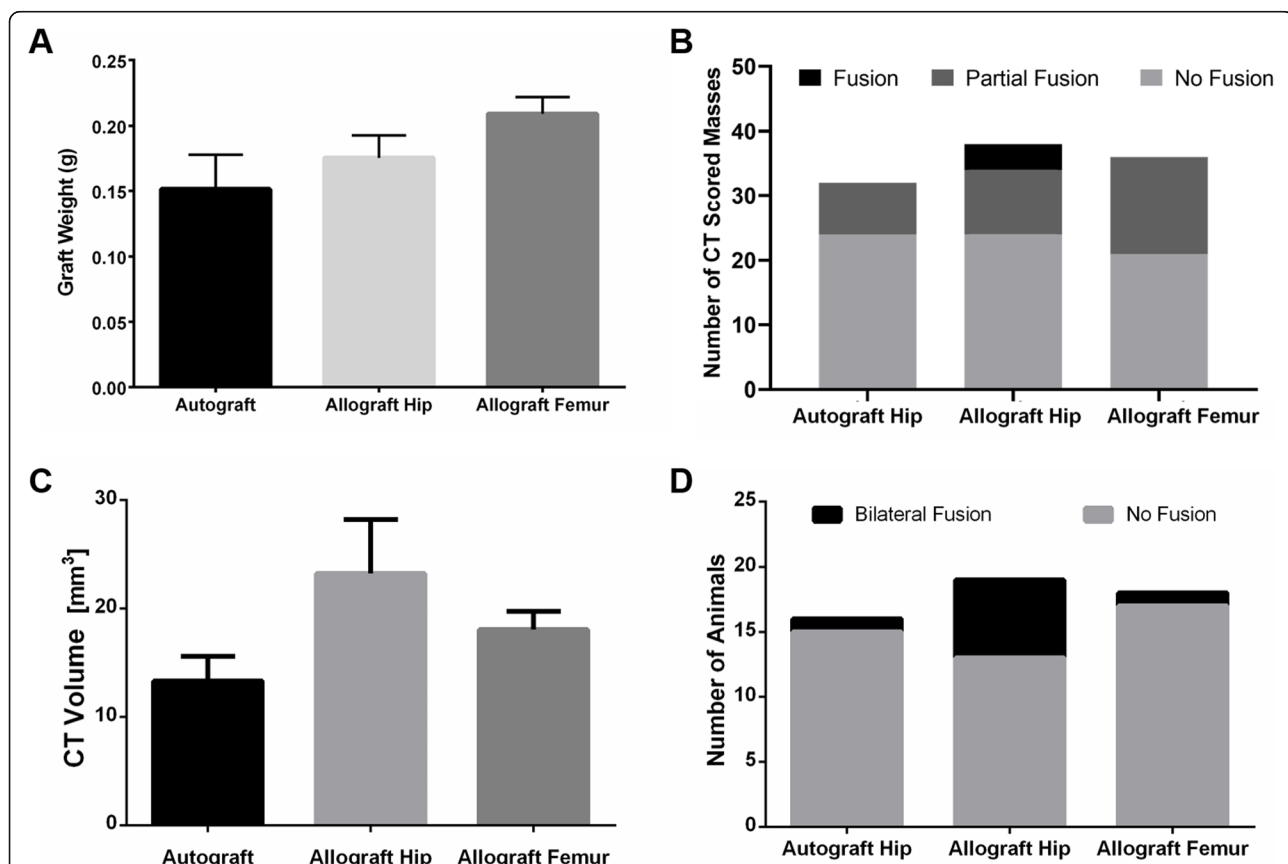 A
Graft Weight (g)
0.25
0.20
0.15
0.10
0.05
0.00
Autograft Allograft Hip Allograft Femur
B
Number of CT Scored Masses
50
40
30
20
10
0
Fusion Partial Fusion No Fusion
Autograft Hip Allograft Hip Allograft Femur
C
CT Volume [mm³]
30
20
10
0
Autograft Allograft Hip Allograft Femur
D
Number of Animals
25
20
15
10
5
0
Bilateral Fusion No Fusion
Autograft Hip Allograft Hip Allograft Femur